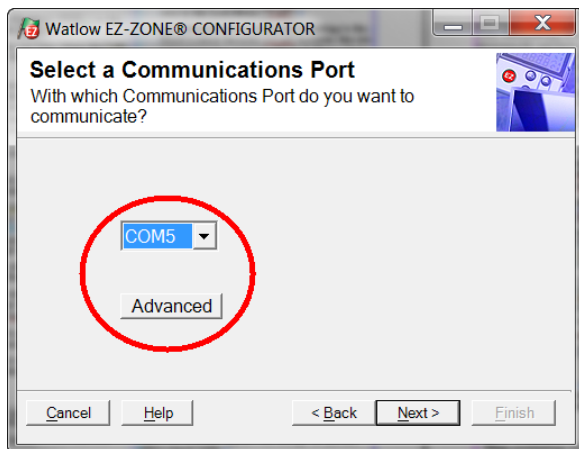 Watlow EZ-ZONE® CONFIGURATOR
Select a Communications Port
With which Communications Port do you want to
communicate?
COM5
Advanced
Cancel Help < Back Next > Finish